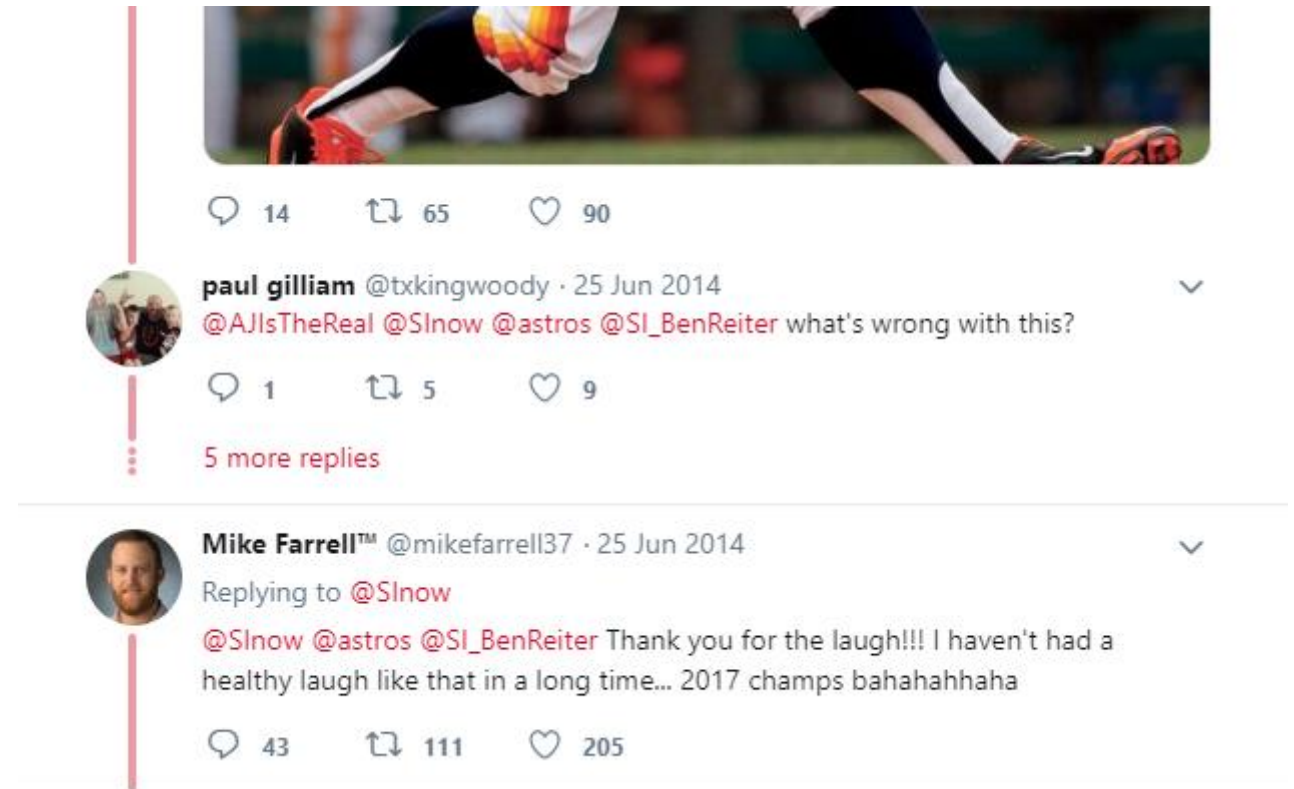 14 65 90
paul gilliam @txkingwoody · 25 Jun 2014
@AJIsTheReal @SInow @astros @SI_BenReiter what's wrong with this?
1 5 9
5 more replies
Mike Farrell™ @mikefarrell37 · 25 Jun 2014
Replying to @SInow
@SInow @astros @SI_BenReiter Thank you for the laugh!!! I haven't had a
healthy laugh like that in a long time... 2017 champs bahahahhaha
43 111 205